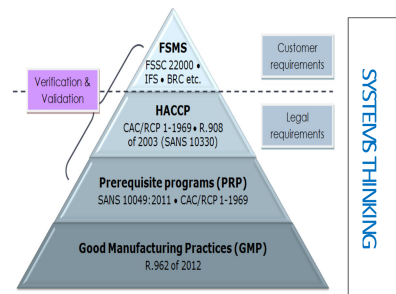 FSMS
FSSC 22000 •
IFS • BRC etc.
Customer
requirements
Verification &
Validation
HACCP
CAC/RCP 1-1969 • R.908
of 2003 (SANS 10330)
Legal
requirements
Prerequisite programs (PRP)
SANS 10049:2011 • CAC/RCP 1-1969
Good Manufacturing Practices (GMP)
R.962 of 2012
SYSTEMS THINKING